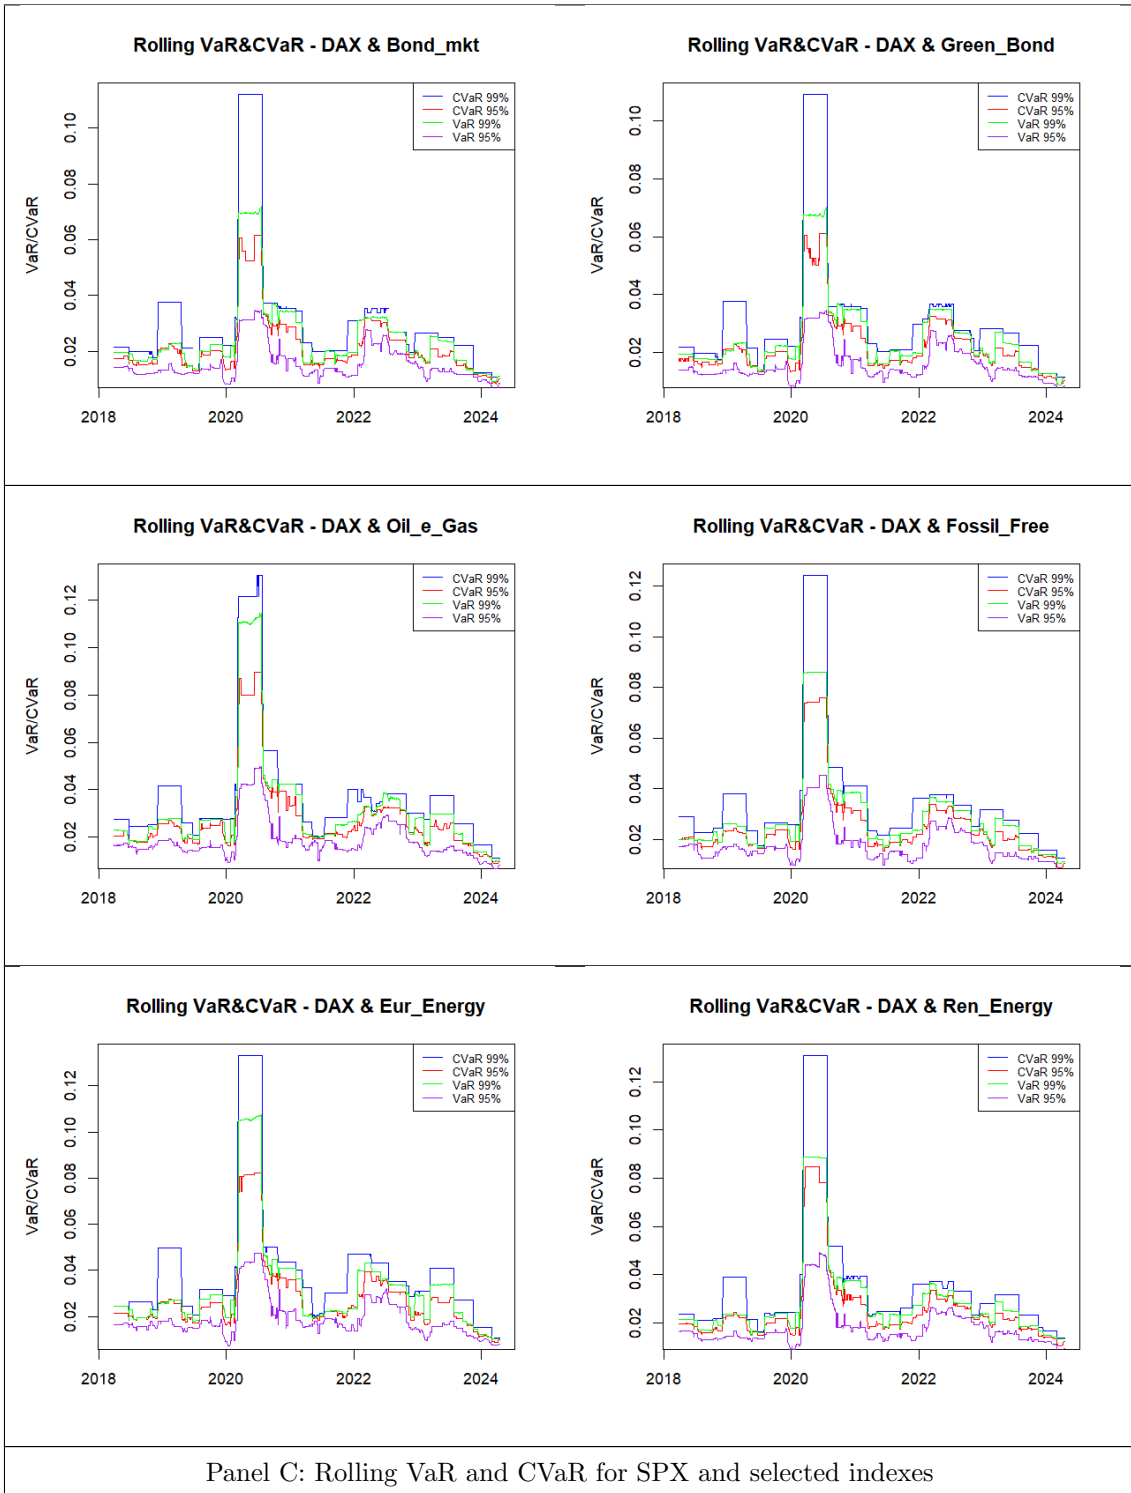 Rolling VaR&CVaR - DAX & Bond_mkt
VaR/CVaR
0.02 0.04 0.06 0.08 0.10
CVaR 99%
CVaR 95%
VaR 99%
VaR 95%
2018 2020 2022 2024
Rolling VaR&CVaR - DAX & Green_Bond
VaR/CVaR
0.02 0.04 0.06 0.08 0.10
CVaR 99%
CVaR 95%
VaR 99%
VaR 95%
2018 2020 2022 2024
Rolling VaR&CVaR - DAX & Oil_e_Gas
VaR/CVaR
0.02 0.04 0.06 0.08 0.10 0.12
CVaR 99%
CVaR 95%
VaR 99%
VaR 95%
2018 2020 2022 2024
Rolling VaR&CVaR - DAX & Fossil_Free
VaR/CVaR
0.02 0.04 0.06 0.08 0.10 0.12
CVaR 99%
CVaR 95%
VaR 99%
VaR 95%
2018 2020 2022 2024
Rolling VaR&CVaR - DAX & Eur_Energy
VaR/CVaR
0.02 0.04 0.06 0.08 0.10 0.12
CVaR 99%
CVaR 95%
VaR 99%
VaR 95%
2018 2020 2022 2024
Rolling VaR&CVaR - DAX & Ren_Energy
VaR/CVaR
0.02 0.04 0.06 0.08 0.10 0.12
CVaR 99%
CVaR 95%
VaR 99%
VaR 95%
2018 2020 2022 2024
Panel C: Rolling VaR and CVaR for SPX and selected indexes